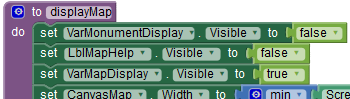 to displayMap
do set VarMonumentDisplay . Visible to false
set LblMapHelp . Visible to false
set VarMapDisplay . Visible to true
set CanvasMap . Width to min